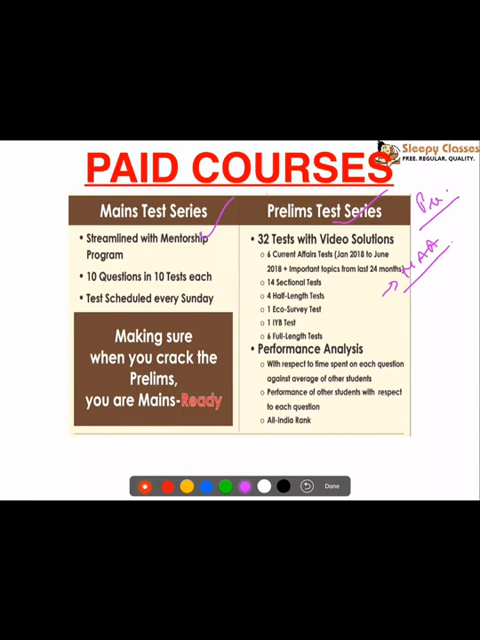 Sleepy Classes
FREE. REGULAR. QUALITY.
PAID COURSES
Mains Test Series
• Streamlined with Mentorship
Program
• 10 Questions in 10 Tests each
• Test Scheduled every Sunday
Making sure
when you crack the
Prelims,
you are Mains-Ready
Prelims Test Series
• 32 Tests with Video Solutions
○ 6 Current Affairs Tests (Jan 2018 to June
2018 + Important topics from last 24 months)
○ 14 Sectional Tests
○ 4 Half-Length Tests
○ 1 Eco-Survey Test
○ 1 IYB Test
○ 6 Full-Length Tests
• Performance Analysis
○ With respect to time spent on each question
against average of other students
○ Performance of other students with respect
to each question
○ All-India Rank
Done